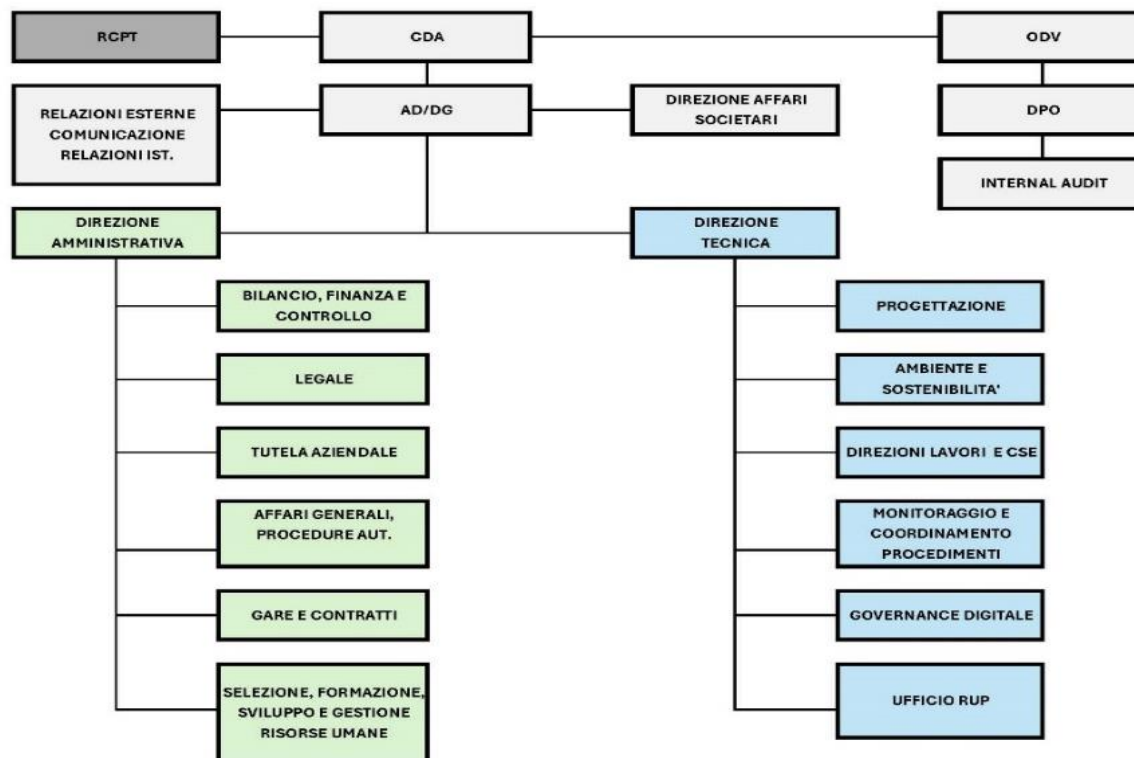 RCPT
CDA
ODV
RELAZIONI ESTERNE
COMUNICAZIONE
RELAZIONI IST.
AD/DG
DIREZIONE AFFARI
SOCIETARI
DPO
INTERNAL AUDIT
DIREZIONE
AMMINISTRATIVA
DIREZIONE
TECNICA
BILANCIO, FINANZA E
CONTROLLO
LEGALE
TUTELA AZIENDALE
AFFARI GENERALI,
PROCEDURE AUT.
GARE E CONTRATTI
SELEZIONE, FORMAZIONE,
SVILUPPO E GESTIONE
RISORSE UMANE
PROGETTAZIONE
AMBIENTE E
SOSTENIBILITA'
DIREZIONI LAVORI E CSE
MONITORAGGIO E
COORDINAMENTO
PROCEDIMENTI
GOVERNANCE DIGITALE
UFFICIO RUP